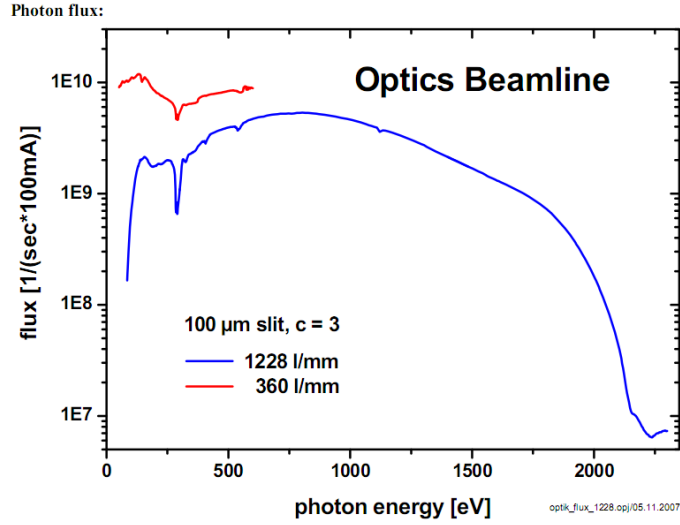 Photon flux:
Optics Beamline
flux [1/(sec*100mA)]
1E10
1E9
1E8
1E7
100 µm slit, c = 3
1228 l/mm
360 l/mm
0 500 1000 1500 2000
photon energy [eV]
optik_flux_1228.opj/05.11.2007